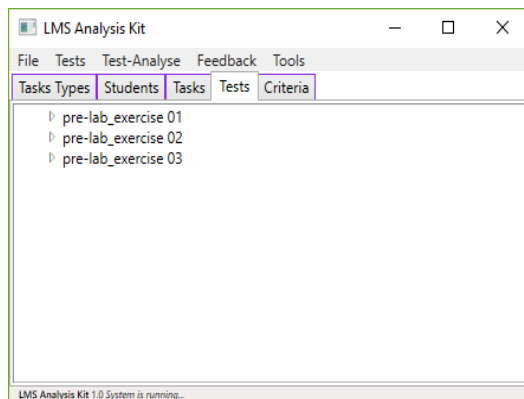 LMS Analysis Kit
File Tests Test-Analyse Feedback Tools
Tasks Types Students Tasks Tests Criteria
pre-lab_exercise 01
pre-lab_exercise 02
pre-lab_exercise 03
LMS Analysis Kit 1.0 System is running...